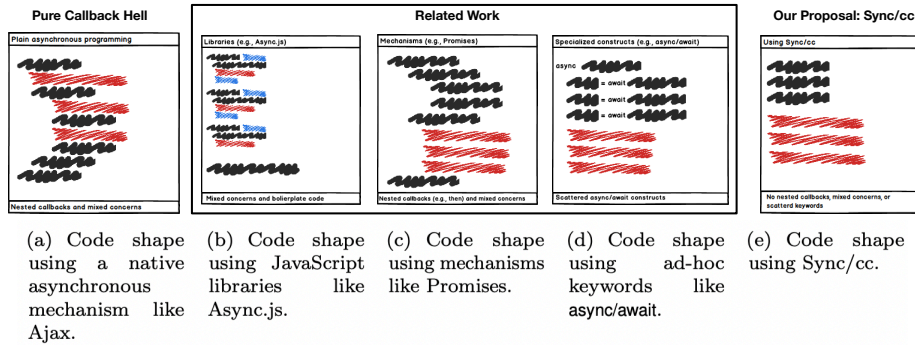 Pure Callback Hell
Related Work
Our Proposal: Sync/cc
Plain asynchronous programming
Nested callbacks and mixed concerns
Libraries (e.g., Async.js)
Mixed concerns and bolierplate code
Mechanisms (e.g., Promises)
Nested callbacks (e.g., then) and mixed concerns
Specialized constructs (e.g., async/await)
async
= await
= await
= await
Scattered async/await constructs
Using Sync/cc
No nested callbacks, mixed concerns, or
scatterd keywords
(a) Code shape
using a native
asynchronous
mechanism like
Ajax.
(b) Code shape
using JavaScript
libraries like
Async.js.
(c) Code shape
using mechanisms
like Promises.
(d) Code shape
using ad-hoc
keywords like
async/await.
(e) Code shape
using Sync/cc.